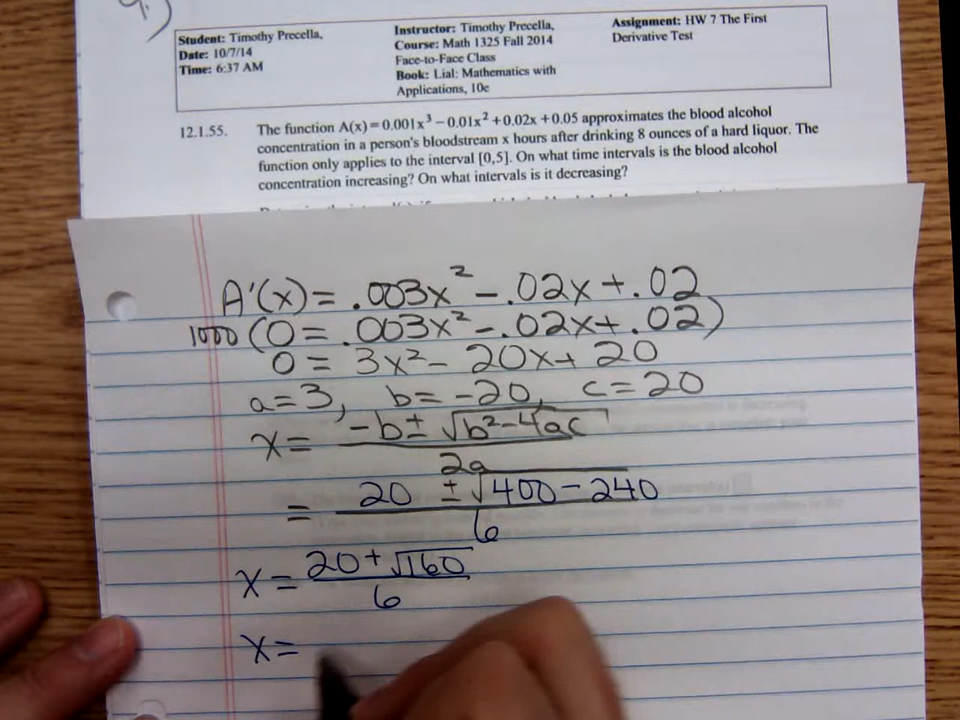 9.)
Student: Timothy Precella,
Date: 10/7/14
Time: 6:37 AM
Instructor: Timothy Precella,
Course: Math 1325 Fall 2014
Face-to-Face Class
Book: Lial: Mathematics with
Applications, 10e
Assignment: HW 7 The First
Derivative Test
12.1.55. The function A(x) = 0.001x³ − 0.01x² + 0.02x + 0.05 approximates the blood alcohol
concentration in a person's bloodstream x hours after drinking 8 ounces of a hard liquor. The
function only applies to the interval [0,5]. On what time intervals is the blood alcohol
concentration increasing? On what intervals is it decreasing?
A'(x) = .003x² − .02x + .02
1000 (0 = .003x² − .02x + .02)
0 = 3x² − 20x + 20
a = 3, b = −20, c = 20
x = (−b ± √(b² − 4ac)) / 2a
= (20 ± √(400 − 240)) / 6
x = (20 + √160) / 6
x =